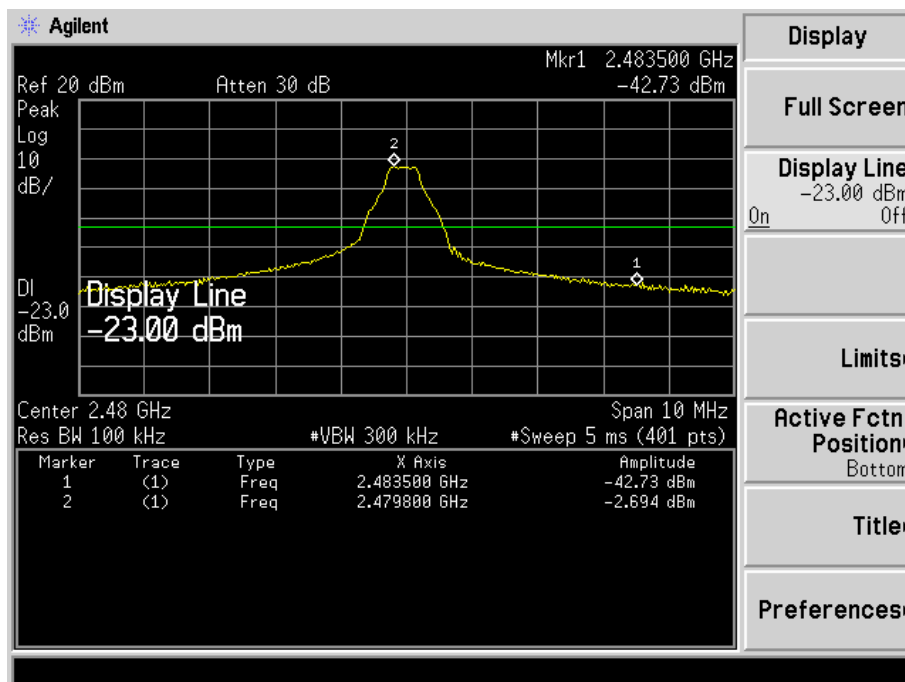 Agilent
Display
Mkr1 2.483500 GHz
Ref 20 dBm Atten 30 dB -42.73 dBm
Peak
Log
10
dB/
2
1
DI
-23.0
dBm
Display Line
-23.00 dBm
Center 2.48 GHz Span 10 MHz
Res BW 100 kHz #VBW 300 kHz #Sweep 5 ms (401 pts)
Marker Trace Type X Axis Amplitude
1 (1) Freq 2.483500 GHz -42.73 dBm
2 (1) Freq 2.479800 GHz -2.694 dBm
Full Screen
Display Line
-23.00 dBm
On Off
Limits
Active Fctn
Position
Bottom
Title
Preferences